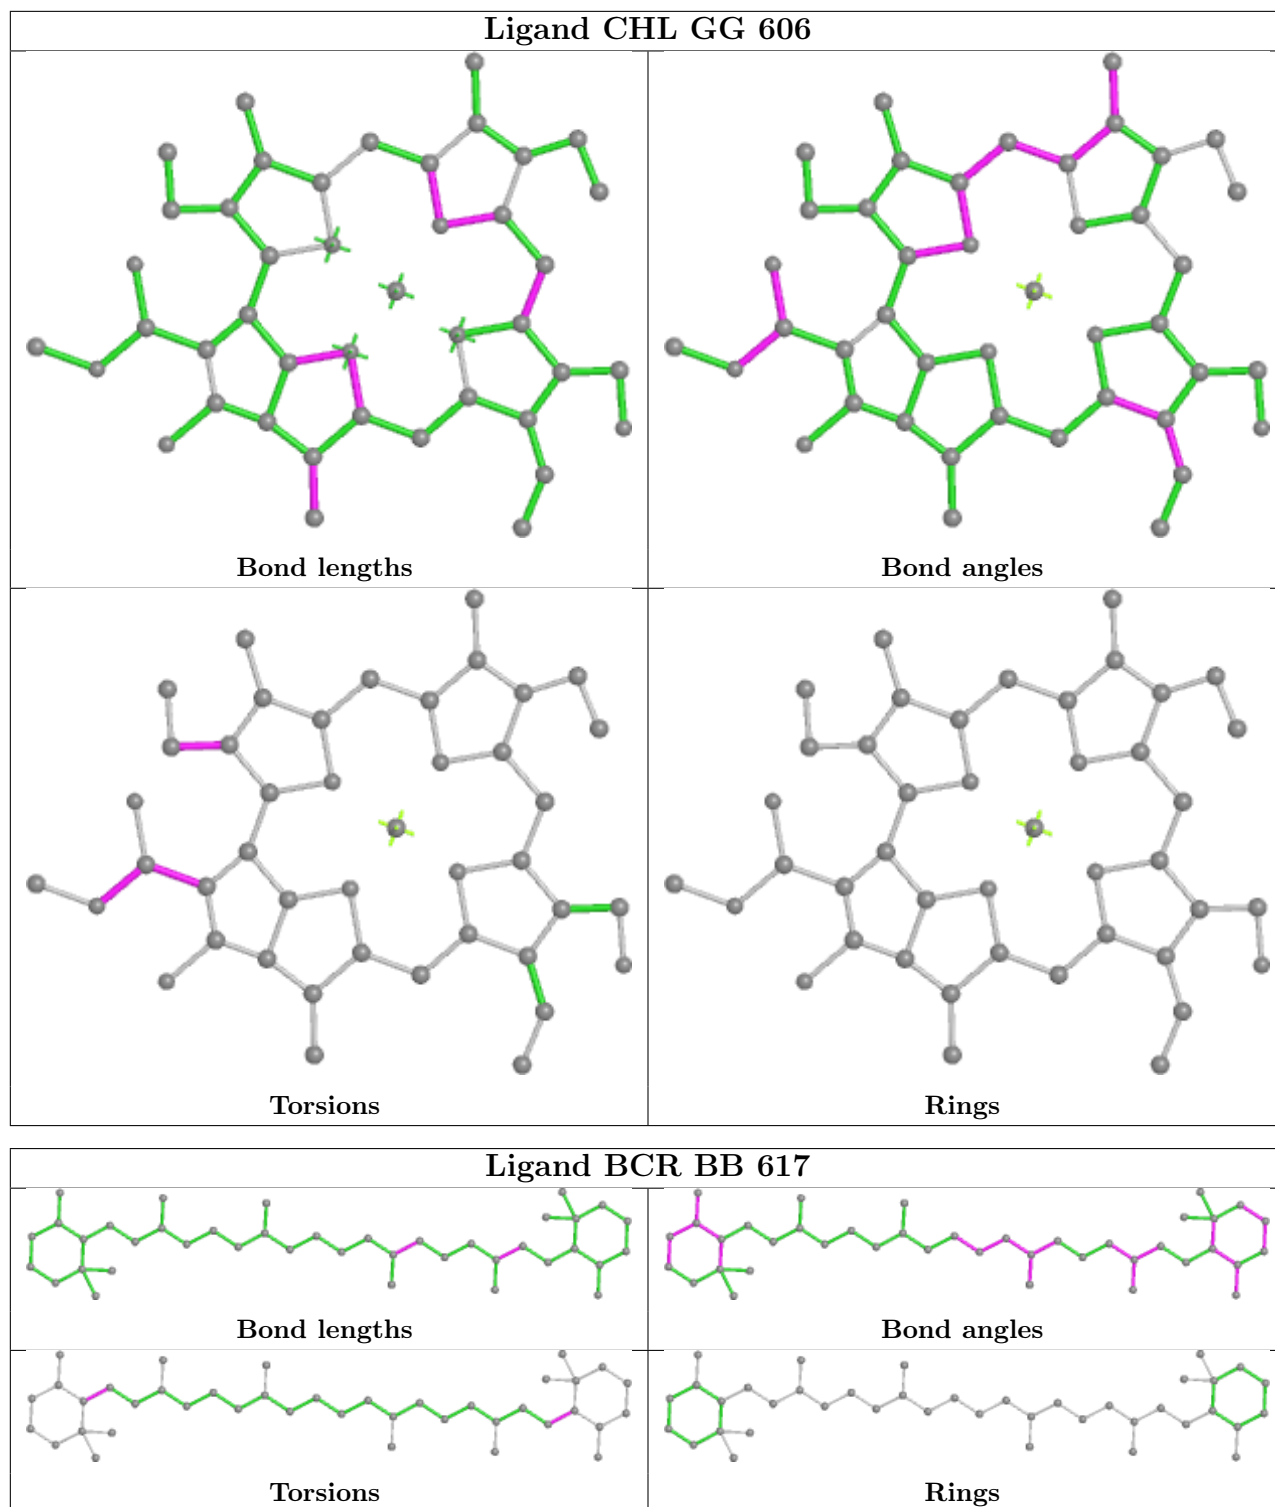 Ligand CHL GG 606
Bond lengths
Bond angles
Torsions
Rings
Ligand BCR BB 617
Bond lengths
Bond angles
Torsions
Rings